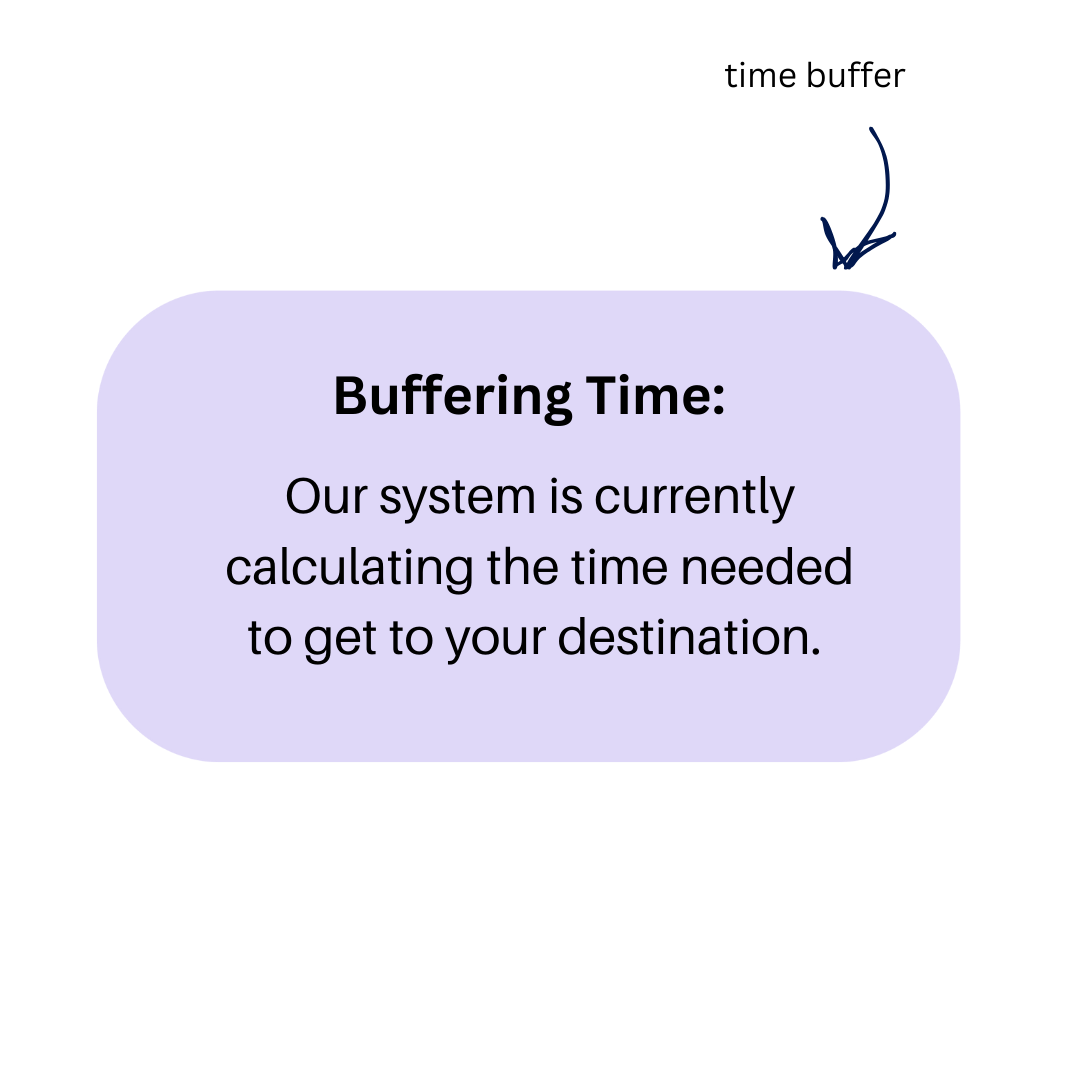 time buffer
Buffering Time:
Our system is currently
calculating the time needed
to get to your destination.